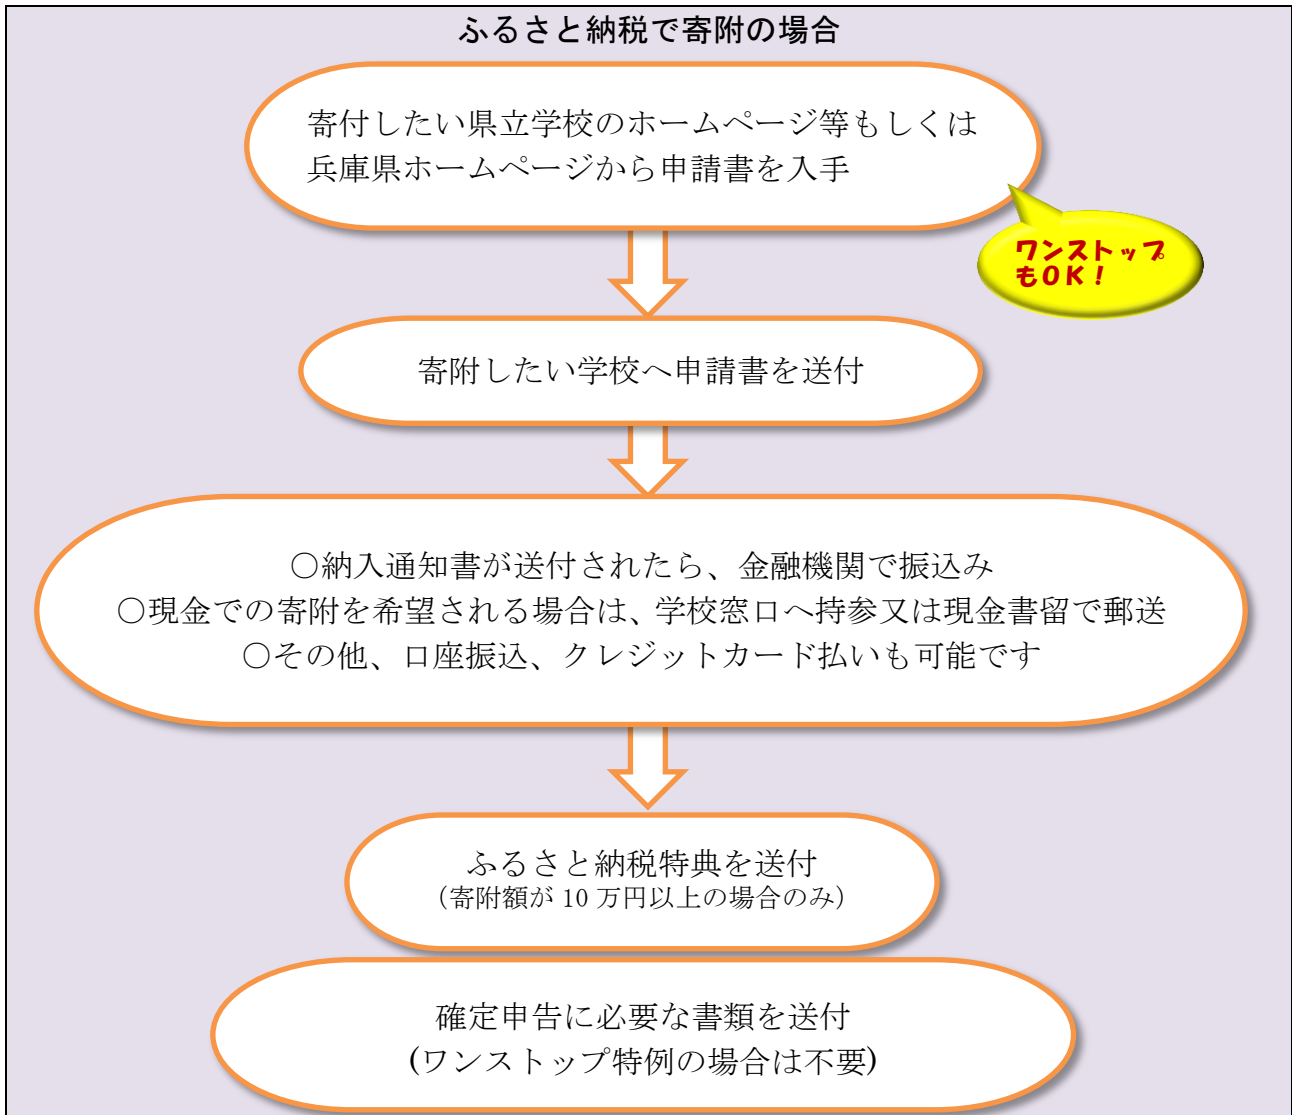 ふるさと納税で寄附の場合
寄付したい県立学校のホームページ等もしくは
兵庫県ホームページから申請書を入手
ワンストップ
もOK！
寄附したい学校へ申請書を送付
○納入通知書が送付されたら、金融機関で振込み
○現金での寄附を希望される場合は、学校窓口へ持参又は現金書留で郵送
○その他、口座振込、クレジットカード払いも可能です
ふるさと納税特典を送付
（寄附額が 10 万円以上の場合のみ）
確定申告に必要な書類を送付
(ワンストップ特例の場合は不要)